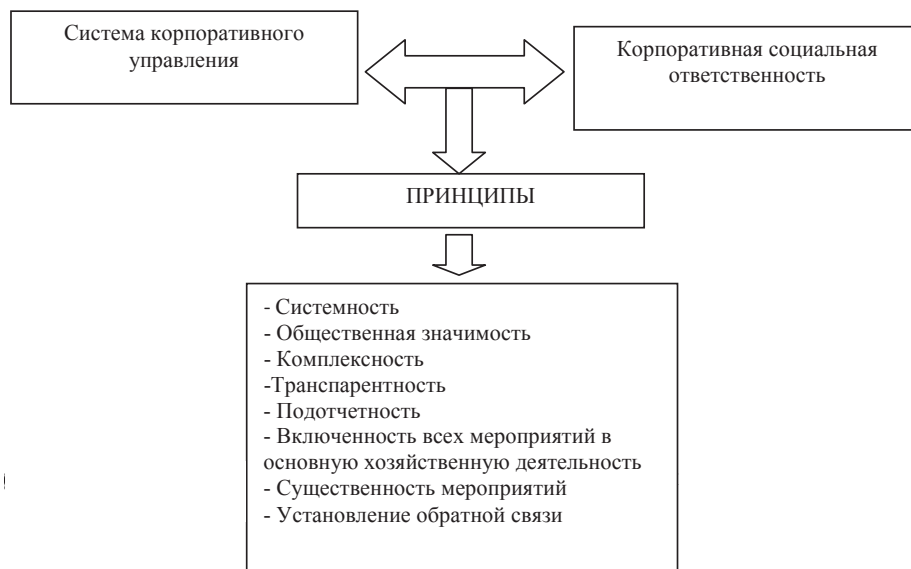 Система корпоративного
управления
Корпоративная социальная
ответственность
ПРИНЦИПЫ
- Системность
- Общественная значимость
- Комплексность
-Транспарентность
- Подотчетность
- Включенность всех мероприятий в
основную хозяйственную деятельность
- Существенность мероприятий
- Установление обратной связи